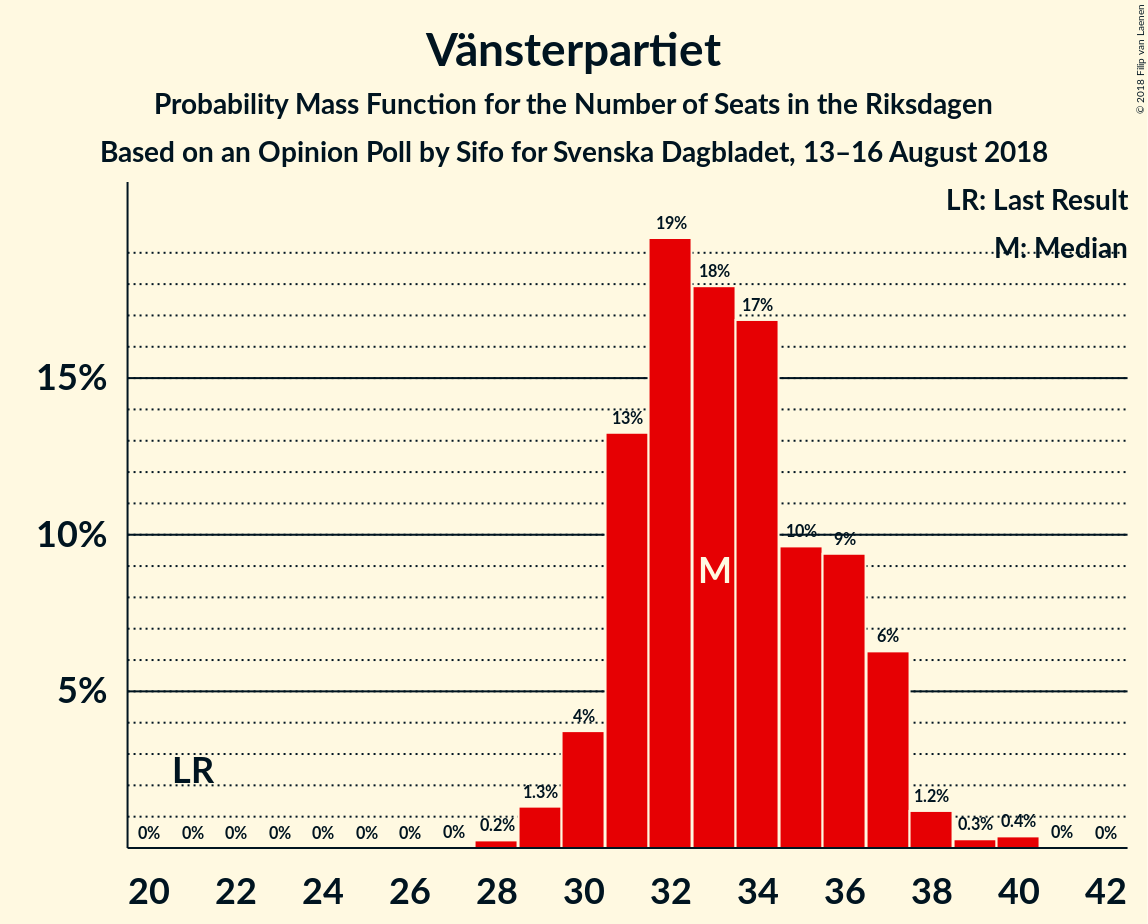 Vänsterpartiet
Probability Mass Function for the Number of Seats in the Riksdagen
Based on an Opinion Poll by Sifo for Svenska Dagbladet, 13–16 August 2018
© 2018 Filip van Laenen
LR: Last Result
M: Median
19%
18%
17%
15%
13%
10%
10%
9%
M
6%
5%
4%
LR
1.3%
1.2%
0% 0% 0% 0% 0% 0% 0% 0% 0.2% 0.3% 0.4% 0% 0%
20 22 24 26 28 30 32 34 36 38 40 42